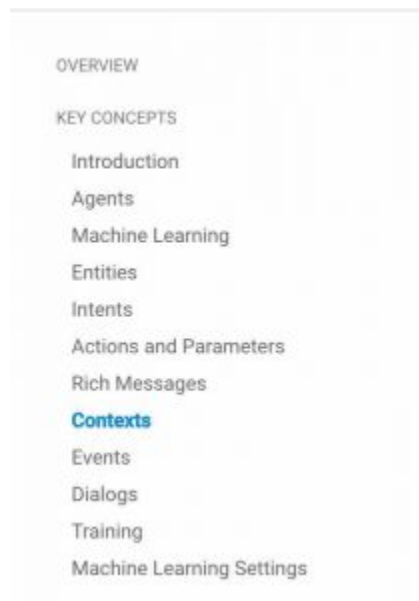 OVERVIEW
KEY CONCEPTS
Introduction
Agents
Machine Learning
Entities
Intents
Actions and Parameters
Rich Messages
Contexts
Events
Dialogs
Training
Machine Learning Settings